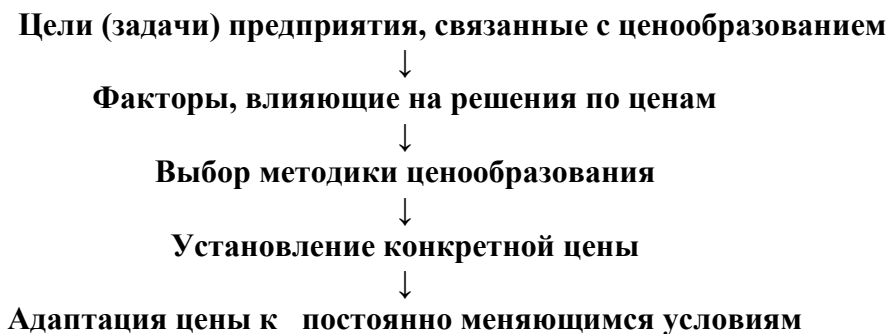 Цели (задачи) предприятия, связанные с ценообразованием
↓
Факторы, влияющие на решения по ценам
↓
Выбор методики ценообразования
↓
Установление конкретной цены
↓
Адаптация цены к постоянно меняющимся условиям